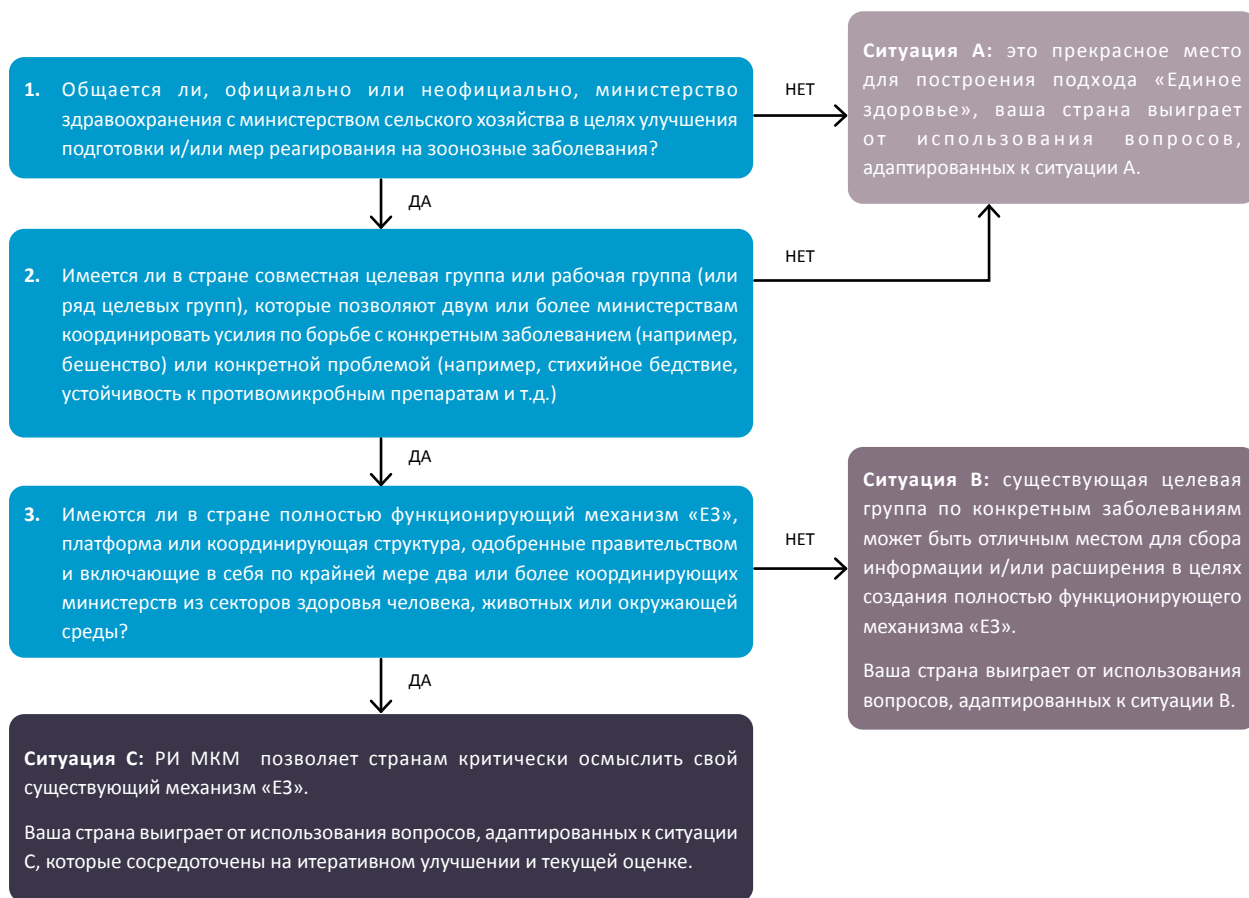 1. Общается ли, официально или неофициально, министерство
здравоохранения с министерством сельского хозяйства в целях улучшения
подготовки и/или мер реагирования на зоонозные заболевания?
НЕТ
Ситуация A: это прекрасное место
для построения подхода «Единое
здоровье», ваша страна выиграет
от использования вопросов,
адаптированных к ситуации A.
ДА
2. Имеется ли в стране совместная целевая группа или рабочая группа (или
ряд целевых групп), которые позволяют двум или более министерствам
координировать усилия по борьбе с конкретным заболеванием (например,
бешенство) или конкретной проблемой (например, стихийное бедствие,
устойчивость к противомикробным препаратам и т.д.)
НЕТ
ДА
3. Имеются ли в стране полностью функционирующий механизм «ЕЗ»,
платформа или координирующая структура, одобренные правительством
и включающие в себя по крайней мере два или более координирующих
министерств из секторов здоровья человека, животных или окружающей
среды?
НЕТ
Ситуация B: существующая целевая
группа по конкретным заболеваниям
может быть отличным местом для сбора
информации и/или расширения в целях
создания полностью функционирующего
механизма «ЕЗ».
Ваша страна выиграет от использования
вопросов, адаптированных к ситуации B.
ДА
Ситуация C: РИ МКМ позволяет странам критически осмыслить свой
существующий механизм «ЕЗ».
Ваша страна выиграет от использования вопросов, адаптированных к ситуации
C, которые сосредоточены на итеративном улучшении и текущей оценке.